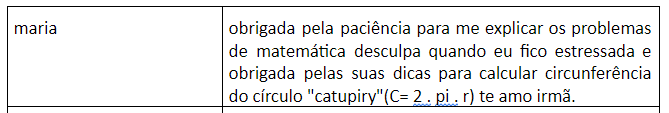 maria
obrigada pela paciência para me explicar os problemas
de matemática desculpa quando eu fico estressada e
obrigada pelas suas dicas para calcular circunferência
do círculo "catupiry"(C= 2 . pi . r) te amo irmã.